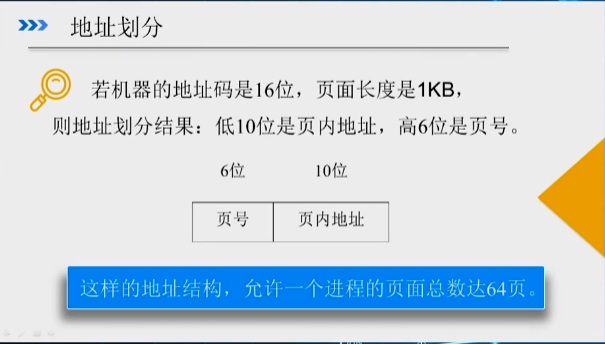 地址划分
若机器的地址码是16位，页面长度是1KB，
则地址划分结果：低10位是页内地址，高6位是页号。
6位 10位
页号 页内地址
这样的地址结构，允许一个进程的页面总数达64页。